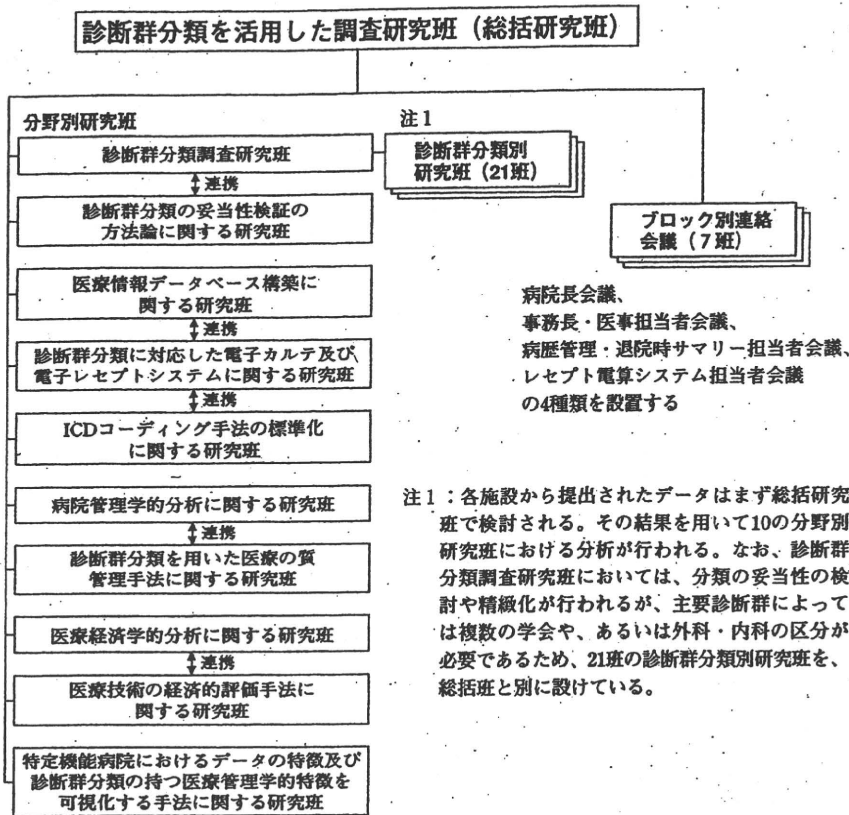 診断群分類を活用した調査研究班（総括研究班）
分野別研究班
診断群分類調査研究班
連携
診断群分類の妥当性検証の
方法論に関する研究班
医療情報データベース構築に
関する研究班
連携
診断群分類に対応した電子カルテ及び
電子レセプトシステムに関する研究班
連携
ICDコーディング手法の標準化
に関する研究班
病院管理学的分析に関する研究班
連携
診断群分類を用いた医療の質
管理手法に関する研究班
医療経済学的分析に関する研究班
連携
医療技術の経済的評価手法に
関する研究班
特定機能病院におけるデータの特徴及び
診断群分類の持つ医療管理学的特徴を
可視化する手法に関する研究班
注1
診断群分類別
研究班（21班）
ブロック別連絡
会議（7班）
病院長会議、
事務長・医事担当者会議、
病歴管理・退院時サマリー担当者会議、
レセプト電算システム担当者会議
の4種類を設置する
注1：各施設から提出されたデータはまず総括研究
班で検討される。その結果を用いて10の分野別
研究班における分析が行われる。なお、診断群
分類調査研究班においては、分類の妥当性の検
討や精緻化が行われるが、主要診断群によって
は複数の学会や、あるいは外科・内科の区分が
必要であるため、21班の診断群分類別研究班を、
総括班と別に設けている。